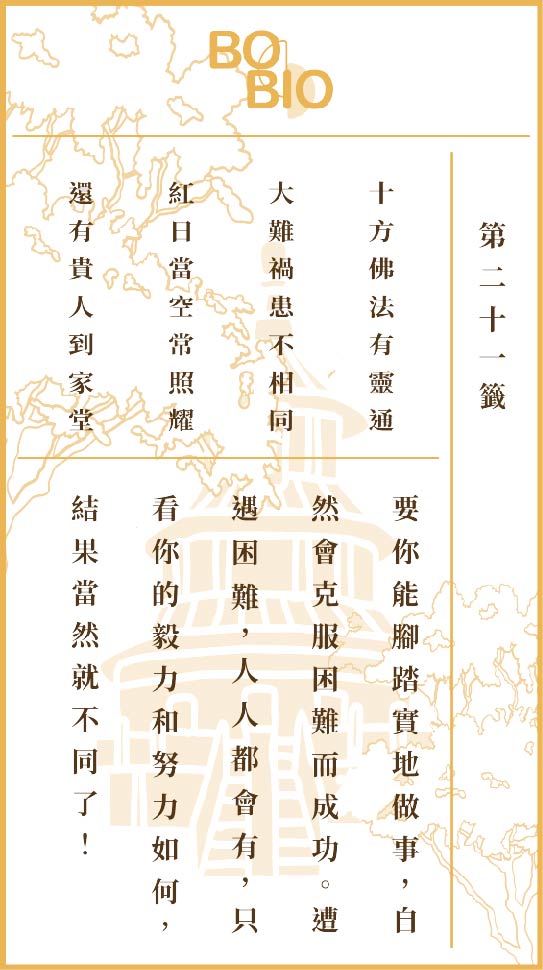 BO
BIO
第二十一籤
十方佛法有靈通
大難禍患不相同
紅日當空常照耀
還有貴人到家堂
要你能腳踏實地做事，白
然會克服困難而成功。遭
遇困難，人人都會有，只
看你的毅力和努力如何，
結果當然就不同了！